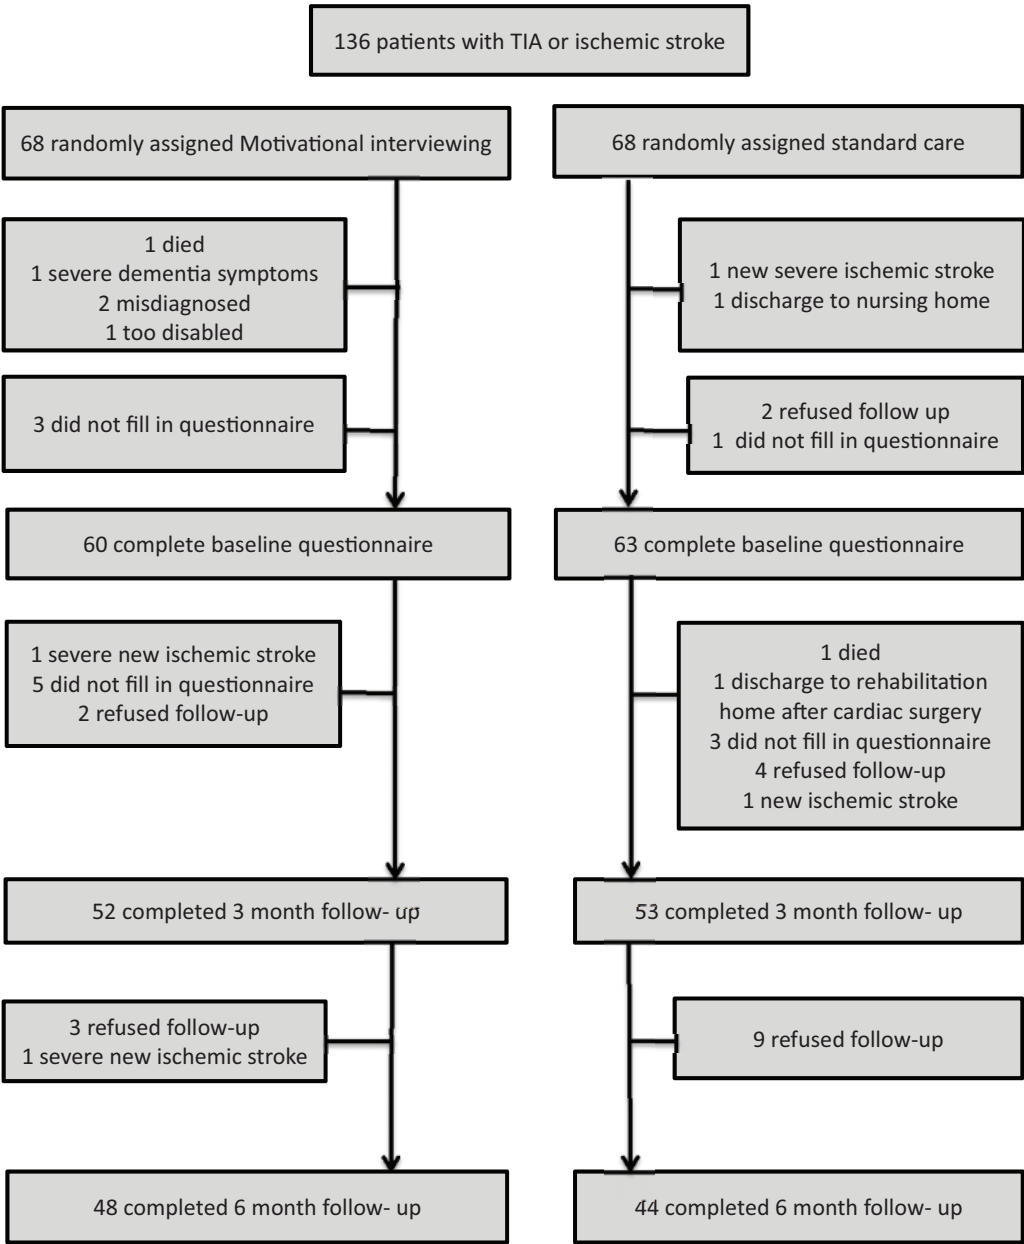 136 patients with TIA or ischemic stroke
68 randomly assigned Motivational interviewing
68 randomly assigned standard care
1 died
1 severe dementia symptoms
2 misdiagnosed
1 too disabled
1 new severe ischemic stroke
1 discharge to nursing home
3 did not fill in questionnaire
2 refused follow up
1 did not fill in questionnaire
60 complete baseline questionnaire
63 complete baseline questionnaire
1 severe new ischemic stroke
5 did not fill in questionnaire
2 refused follow-up
1 died
1 discharge to rehabilitation
home after cardiac surgery
3 did not fill in questionnaire
4 refused follow-up
1 new ischemic stroke
52 completed 3 month follow- up
53 completed 3 month follow- up
3 refused follow-up
1 severe new ischemic stroke
9 refused follow-up
48 completed 6 month follow- up
44 completed 6 month follow- up